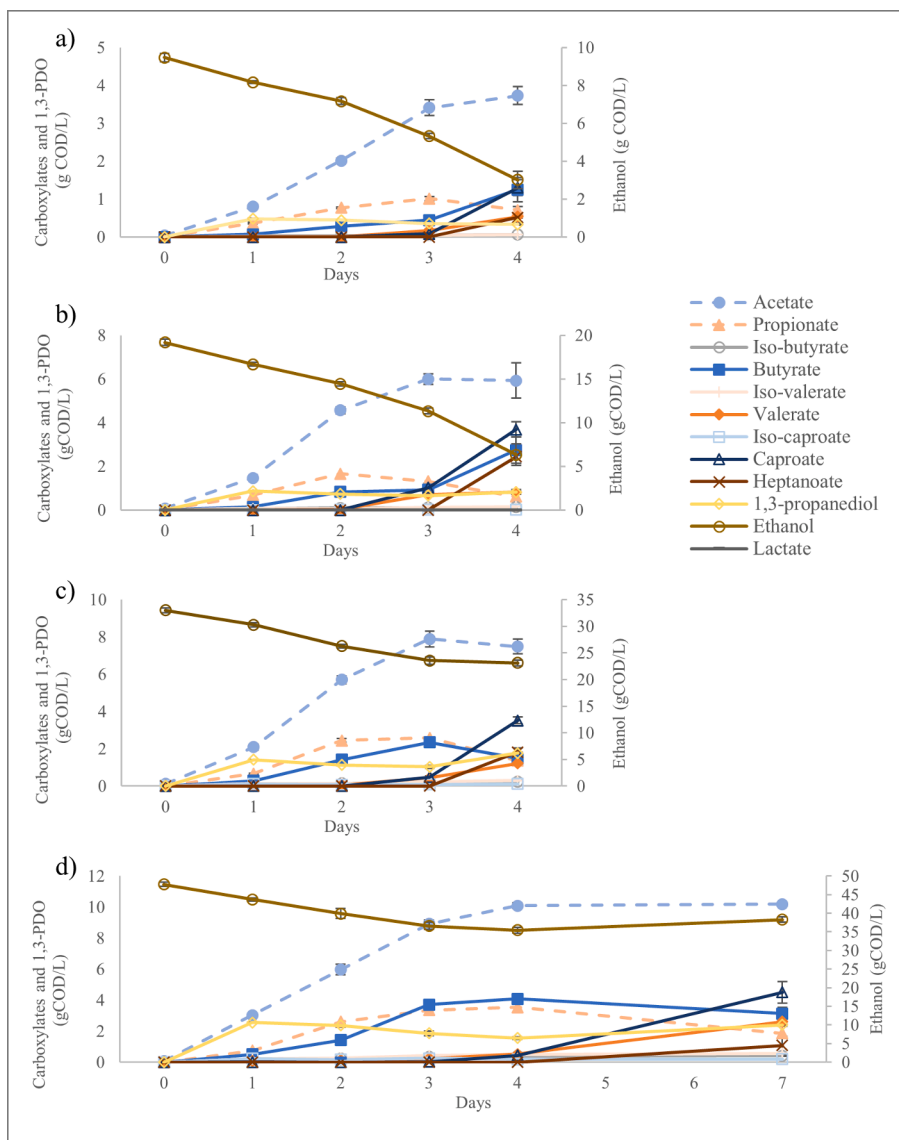 a)
Carboxylates and 1,3-PDO
(g COD/L)
5
4
3
2
1
0
10
8
6
4
2
0
Ethanol (g COD/L)
0 1 2 3 4
Days
b)
Carboxylates and 1,3-PDO
(gCOD/L)
8
6
4
2
0
20
15
10
5
0
Ethanol (gCOD/L)
0 1 2 3 4
Days
Acetate
Propionate
Iso-butyrate
Butyrate
Iso-valerate
Valerate
Iso-caproate
Caproate
Heptanoate
1,3-propanediol
Ethanol
Lactate
c)
Carboxylates and 1,3-PDO
(gCOD/L)
10
8
6
4
2
0
35
30
25
20
15
10
5
0
Ethanol (gCOD/L)
0 1 2 3 4
Days
d)
Carboxylates and 1,3-PDO
(gCOD/L)
12
10
8
6
4
2
0
50
45
40
35
30
25
20
15
10
5
0
Ethanol (gCOD/L)
0 1 2 3 4 5 6 7
Days